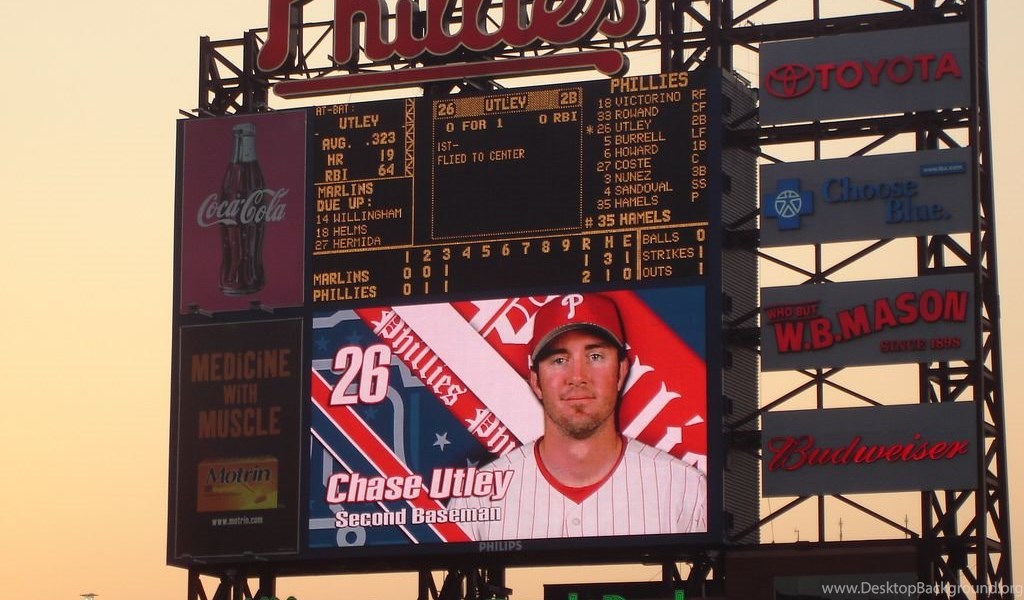 Phillies
AT-BAT:
UTLEY
AVG. .323
HR 19
RBI 64
MARLINS
DUE UP:
14 WILLINGHAM
18 HELMS
27 HERMIDA
26 UTLEY 2B
0 FOR 1 0 RBI
1ST-
FLIED TO CENTER
PHILLIES
18 VICTORINO RF
33 ROWAND CF
*26 UTLEY 2B
5 BURRELL LF
6 HOWARD 1B
27 COSTE C
3 NUNEZ 3B
4 SANDOVAL SS
35 HAMELS P
# 35 HAMELS
1 2 3 4 5 6 7 8 9 R H E
MARLINS 0 0 1 1 3 1
PHILLIES 0 1 1 2 1 0
BALLS 0
STRIKES 1
OUTS 1
Coca-Cola
MEDICINE
WITH
MUSCLE
Motrin
www.motrin.com
26
Phillies Phi
P
Chase Utley
Second Baseman
PHILIPS
TOYOTA
Choose
Blue.
WHO BUT
W.B.MASON
SINCE 1898
Budweiser
www.DesktopBackground.org